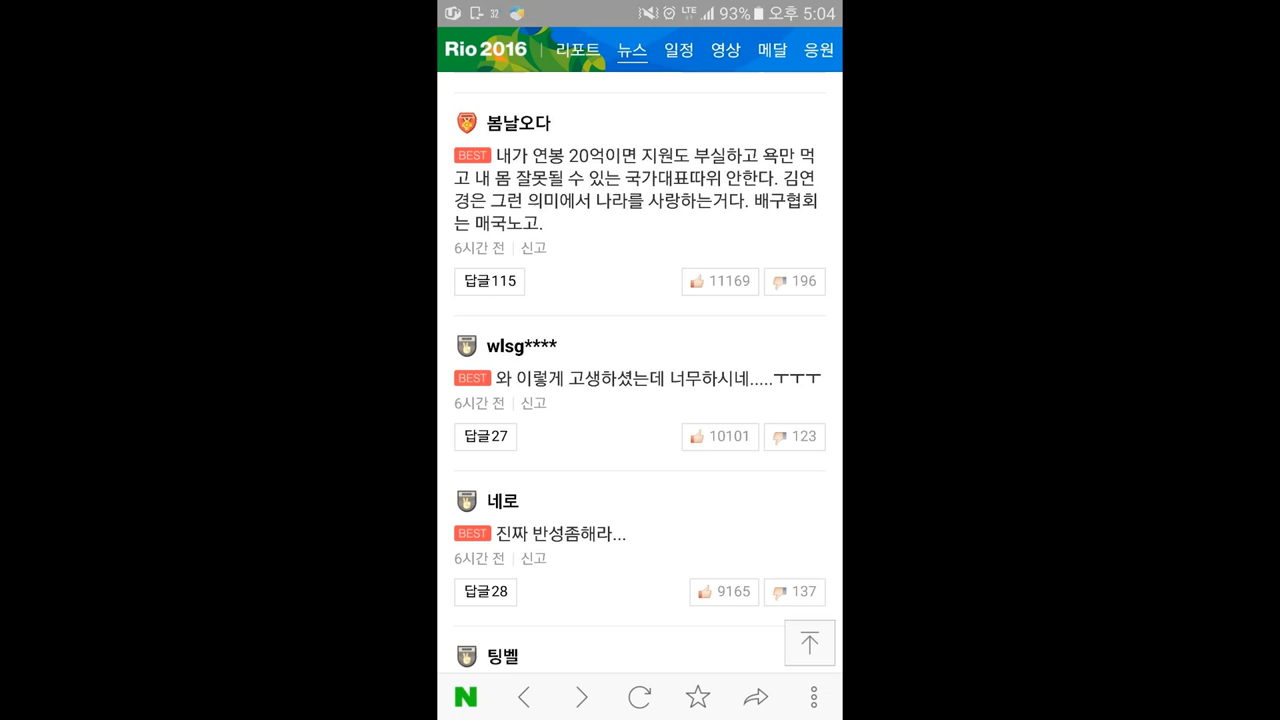 32 LTE 93% 오후 5:04
Rio 2016 리포트 뉴스 일정 영상 메달 응원
봄날오다
BEST 내가 연봉 20억이면 지원도 부실하고 욕만 먹
고 내 몸 잘못될 수 있는 국가대표따위 안한다. 김연
경은 그런 의미에서 나라를 사랑하는거다. 배구협회
는 매국노고.
6시간 전 신고
답글115 11169 196
wlsg****
BEST 와 이렇게 고생하셨는데 너무하시네.....ㅜㅜㅜ
6시간 전 신고
답글27 10101 123
네로
BEST 진짜 반성좀해라...
6시간 전 신고
답글28 9165 137
팅벨
N